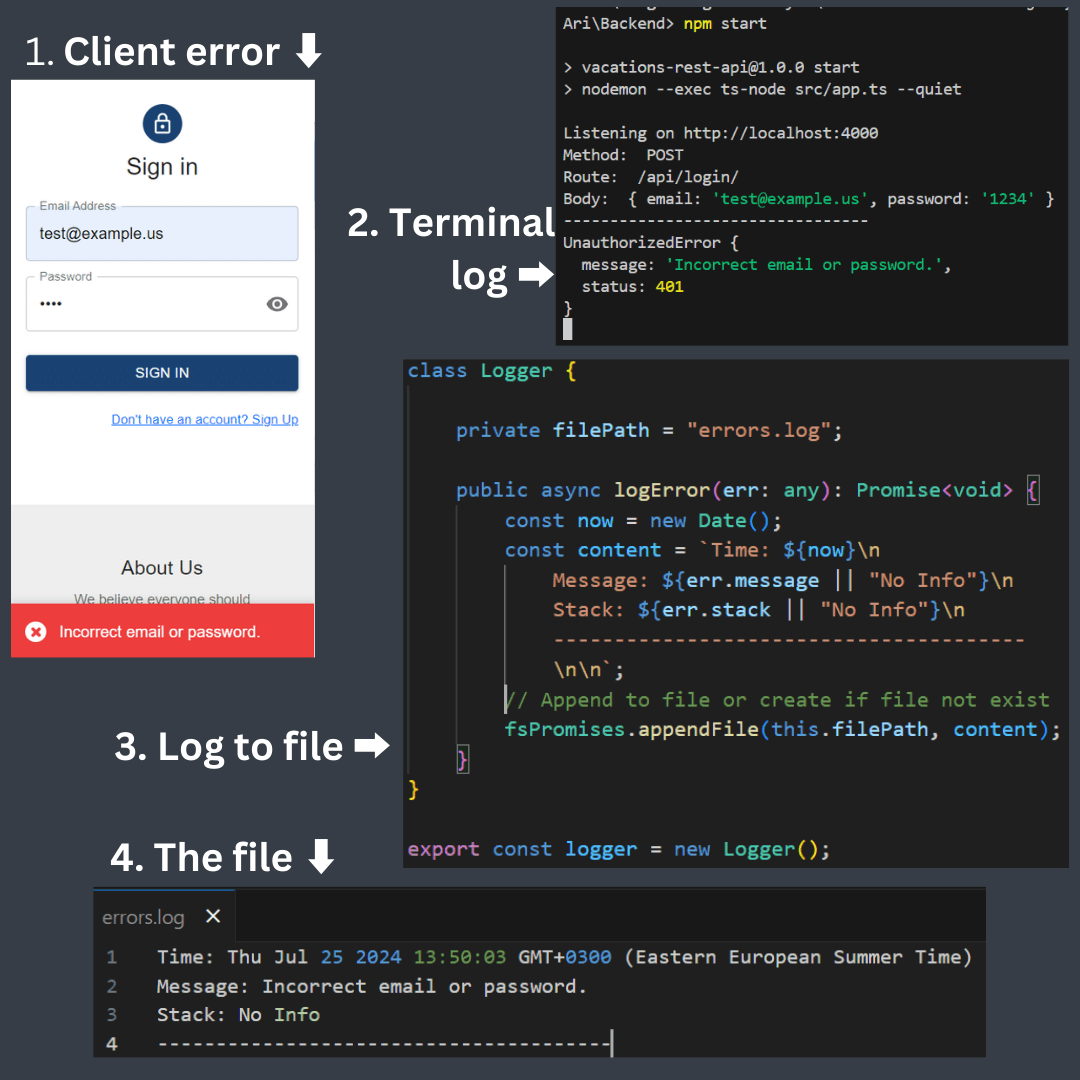 1. Client error ⬇
Sign in
Email Address
test@example.us
Password
••••
SIGN IN
Don't have an account? Sign Up
About Us
We believe everyone should
Incorrect email or password.
2. Terminal
log ➡
Ari\Backend> npm start
> vacations-rest-api@1.0.0 start
> nodemon --exec ts-node src/app.ts --quiet
Listening on http://localhost:4000
Method:  POST
Route:  /api/login/
Body:  { email: 'test@example.us', password: '1234' }
---------------------------------
UnauthorizedError {
  message: 'Incorrect email or password.',
  status: 401
}
3. Log to file ➡
class Logger {
    private filePath = "errors.log";
    public async logError(err: any): Promise<void> {
        const now = new Date();
        const content = `Time: ${now}\n
            Message: ${err.message || "No Info"}\n
            Stack: ${err.stack || "No Info"}\n
            ---------------------------------------
            \n\n`;
        // Append to file or create if file not exist
        fsPromises.appendFile(this.filePath, content);
    }
}
export const logger = new Logger();
4. The file ⬇
errors.log ✕
1 Time: Thu Jul 25 2024 13:50:03 GMT+0300 (Eastern European Summer Time)
2 Message: Incorrect email or password.
3 Stack: No Info
4 ---------------------------------------